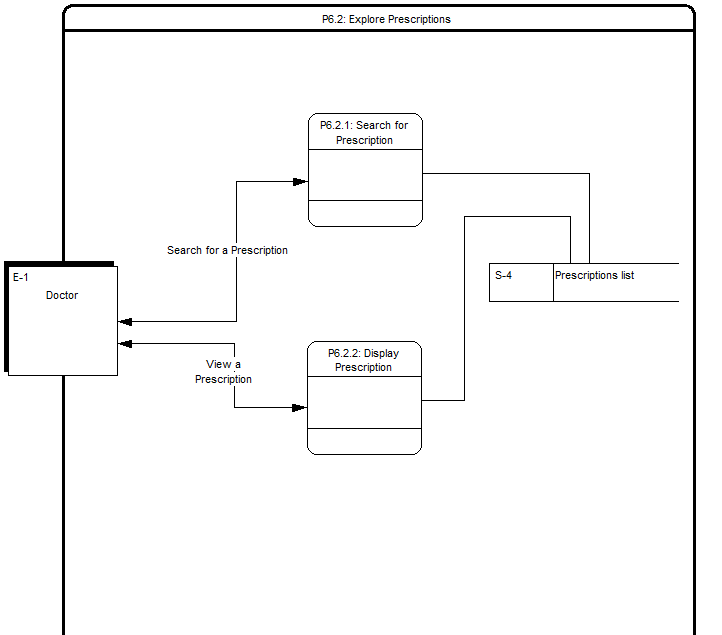 P6.2: Explore Prescriptions
P6.2.1: Search for
Prescription
Search for a Prescription
E-1
Doctor
S-4
Prescriptions list
P6.2.2: Display
Prescription
View a
Prescription